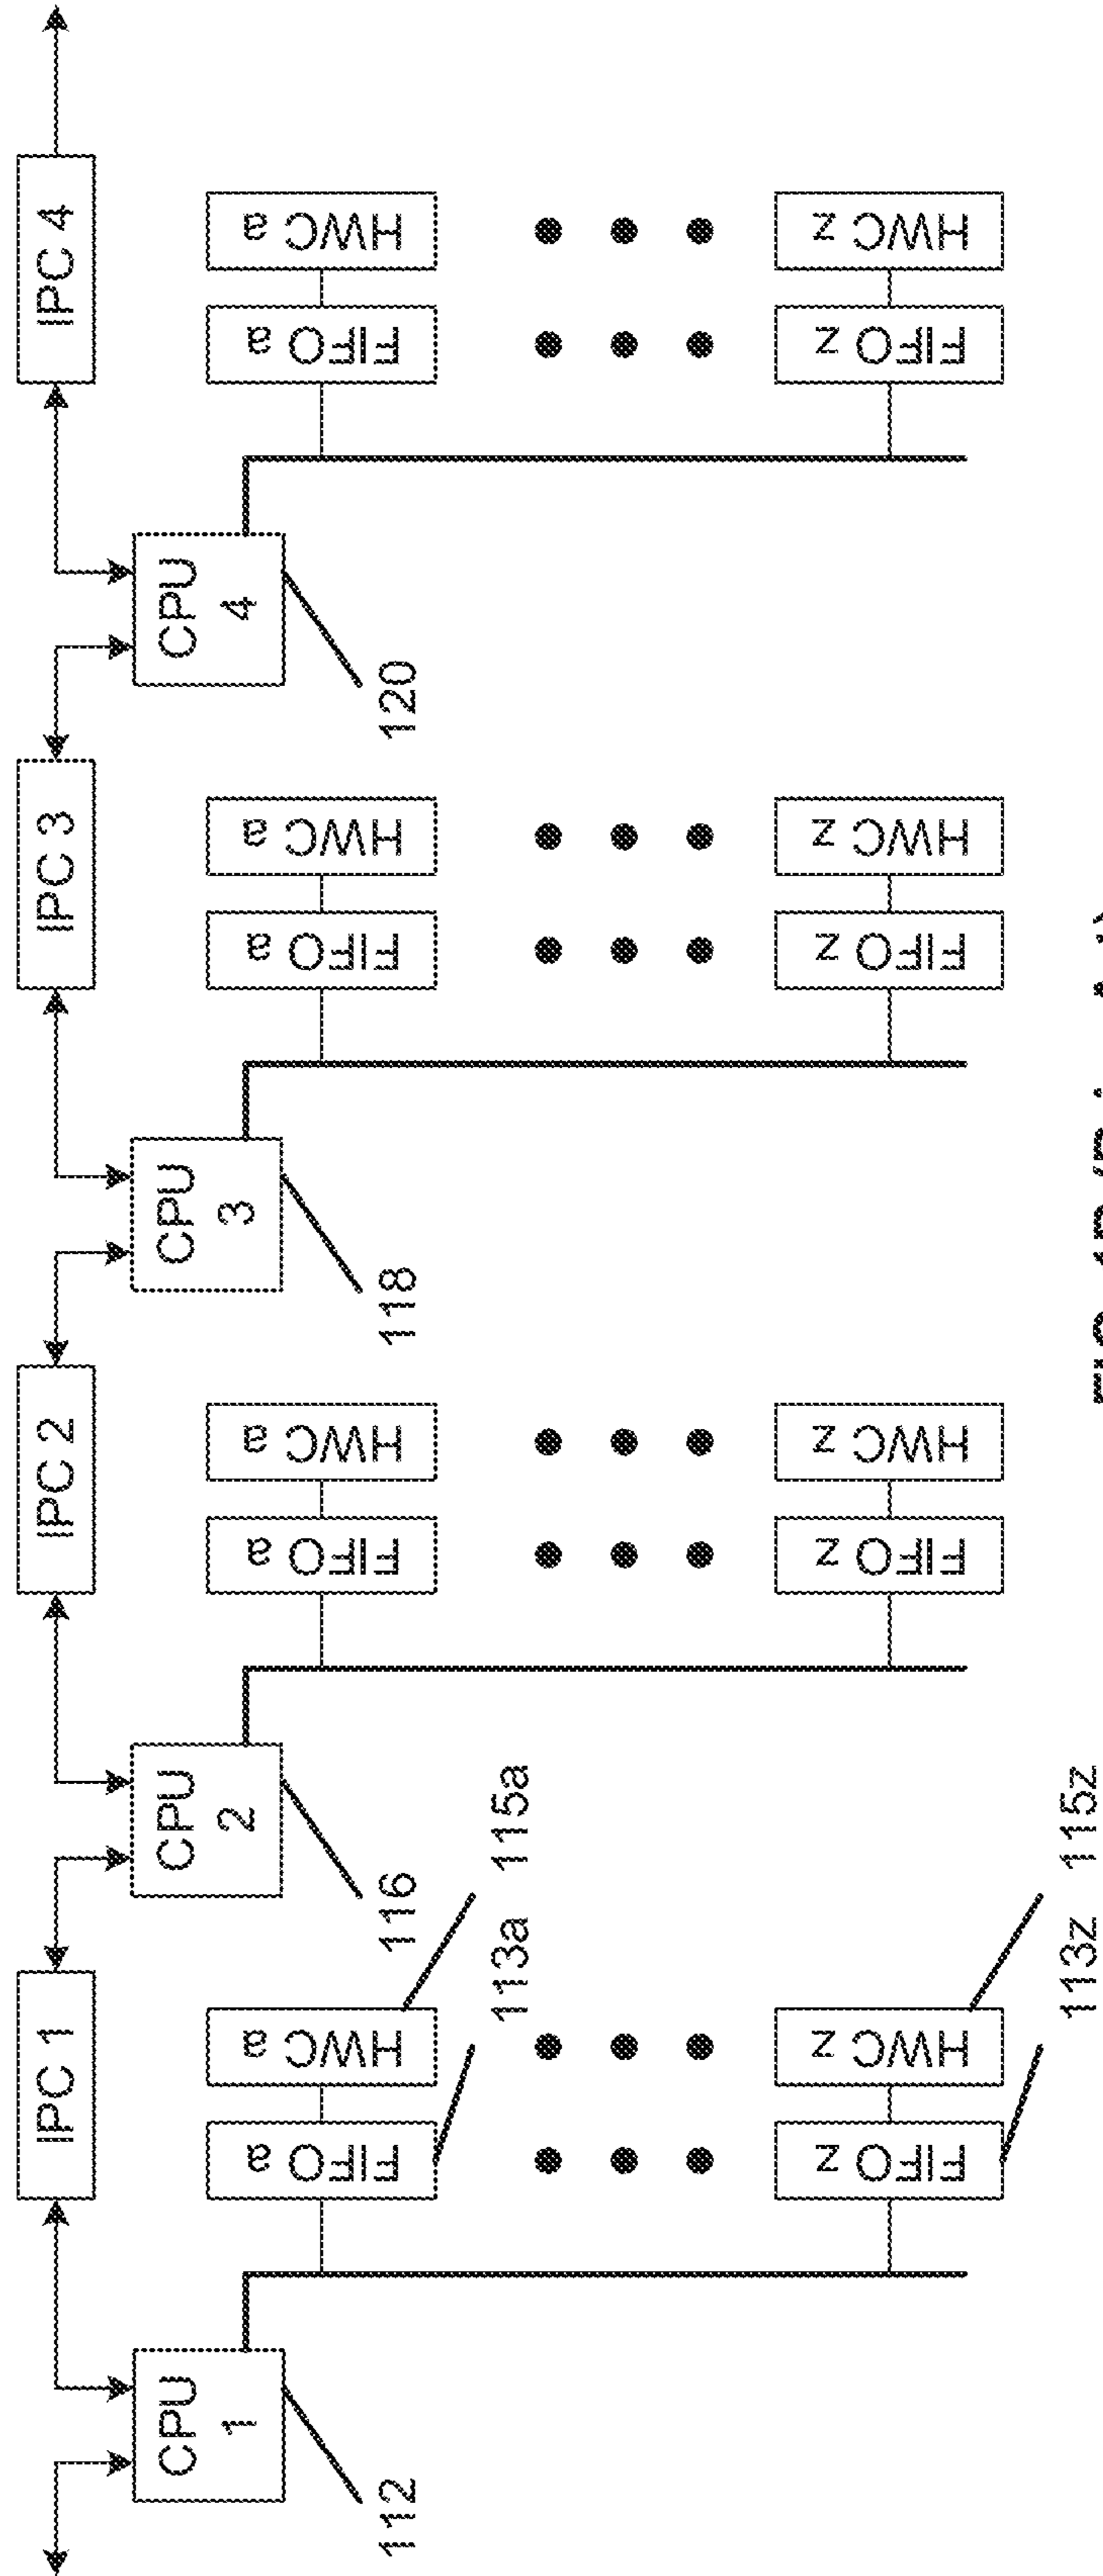 IPC 1
IPC 2
IPC 3
IPC 4
CPU
1
CPU
2
CPU
3
CPU
4
112
116
118
120
FIFO a
HWC a
FIFO a
HWC a
FIFO a
HWC a
FIFO a
HWC a
113a
115a
FIFO z
HWC z
FIFO z
HWC z
FIFO z
HWC z
FIFO z
HWC z
113z
115z